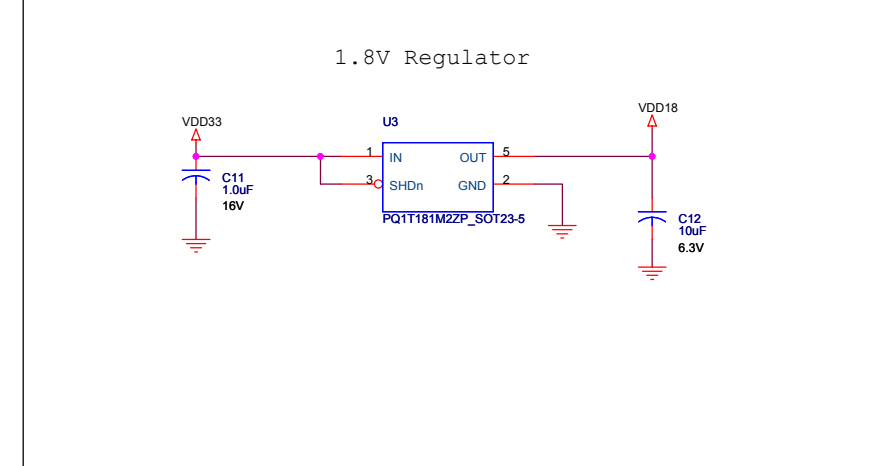 1.8V Regulator
VDD33
U3
VDD18
1
IN
OUT
5
3
SHDn
GND
2
C11
1.0uF
16V
PQ1T181M2ZP_SOT23-5
C12
10uF
6.3V